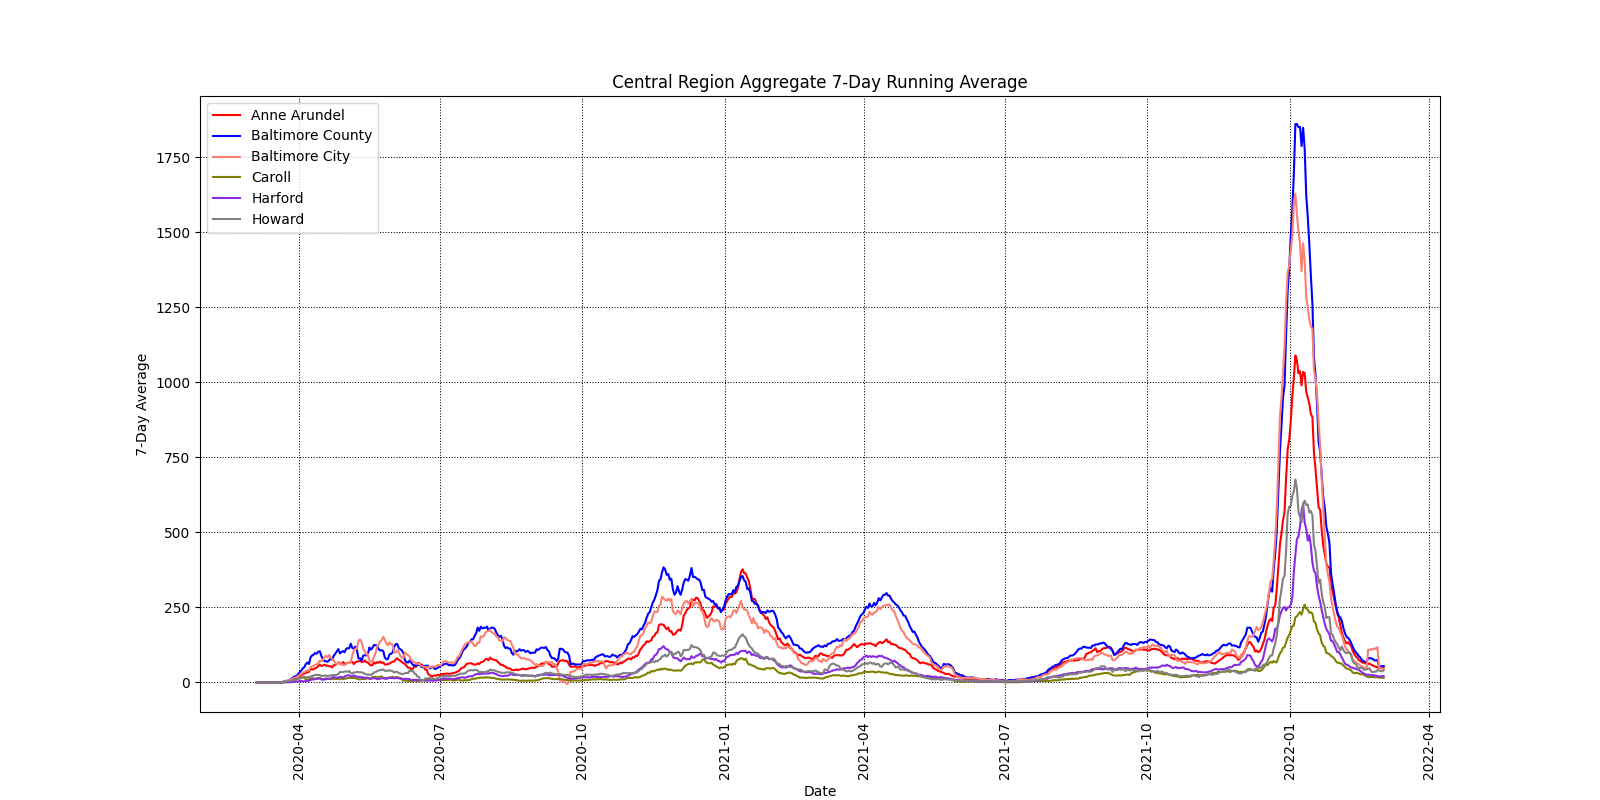 Central Region Aggregate 7-Day Running Average
Anne Arundel
Baltimore County
Baltimore City
Caroll
Harford
Howard
7-Day Average
1750
1500
1250
1000
750
500
250
0
2020-04
2020-07
2020-10
2021-01
2021-04
2021-07
2021-10
2022-01
2022-04
Date